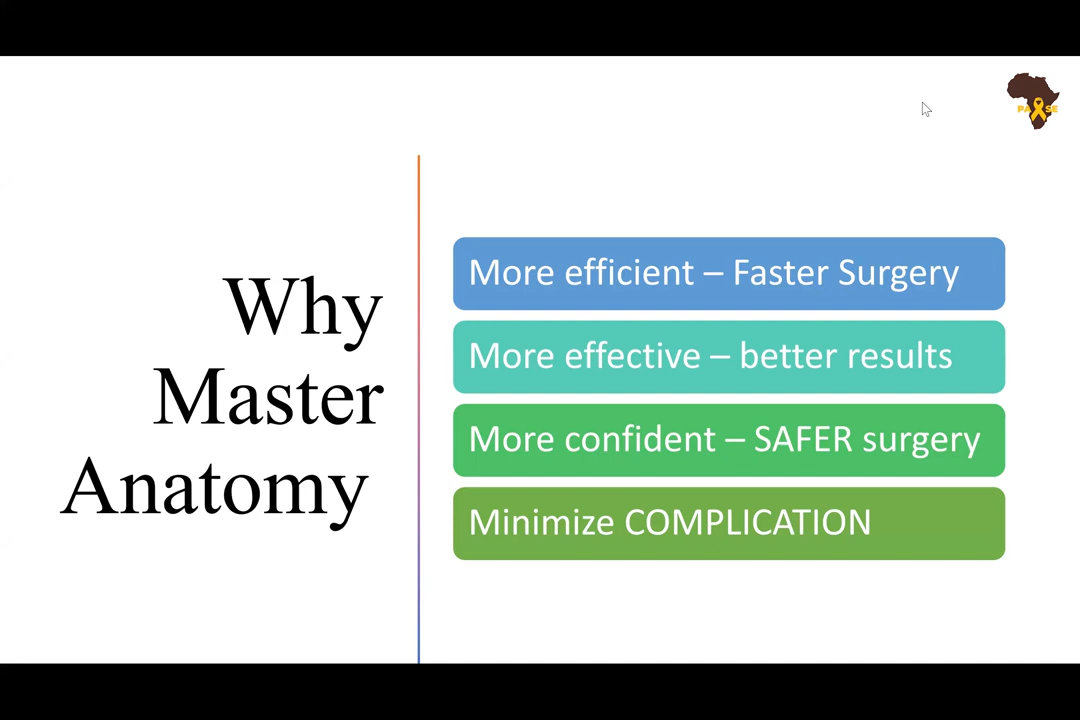 Why
Master
Anatomy
More efficient – Faster Surgery
More effective – better results
More confident – SAFER surgery
Minimize COMPLICATION